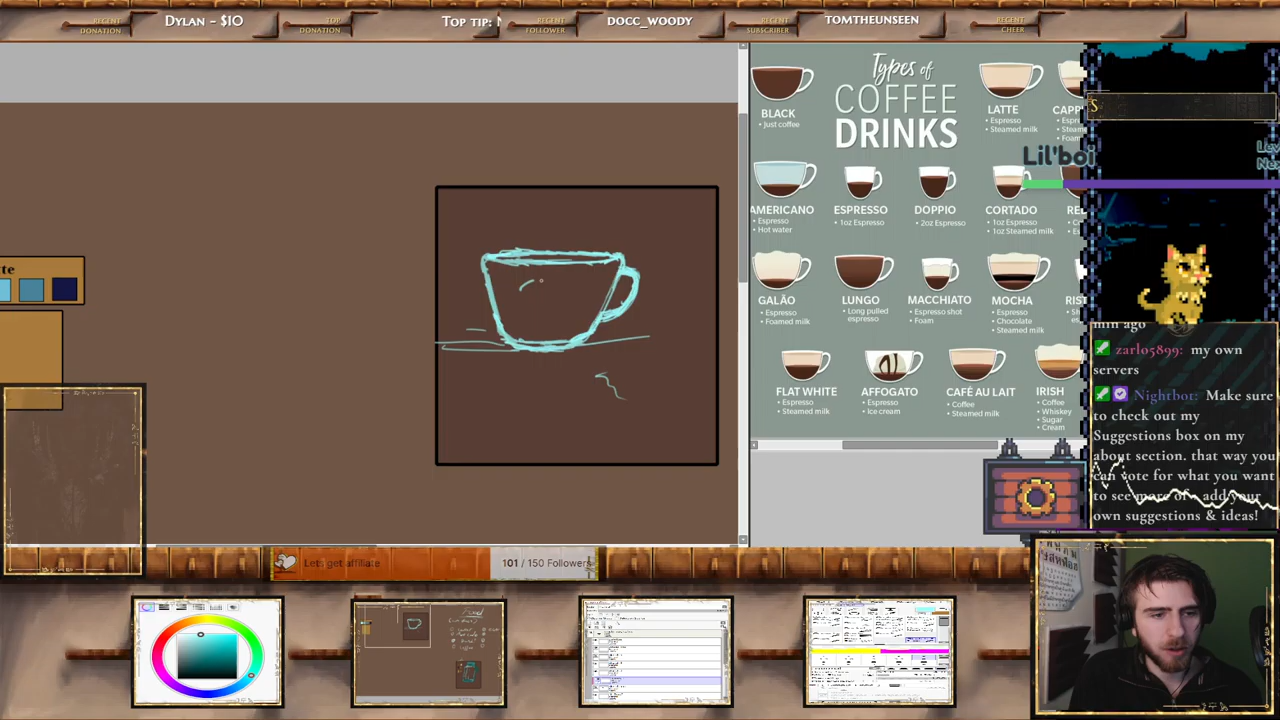 RECENT DONATION
Dylan - $10
TOP DONATION
Top tip:
RECENT FOLLOWER
docc_woody
RECENT SUBSCRIBER
tomtheunseen
RECENT CHEER
Types of
COFFEE
DRINKS
BLACK
• Just coffee
LATTE
• Espresso
• Steamed milk
CAPP
AMERICANO
• Espresso
• Hot water
ESPRESSO
• 1oz Espresso
DOPPIO
• 2oz Espresso
CORTADO
• 1oz Espresso
• 1oz Steamed milk
GALÃO
• Espresso
• Foamed milk
LUNGO
• Long pulled
espresso
MACCHIATO
• Espresso shot
• Foam
MOCHA
• Espresso
• Chocolate
• Steamed milk
RIST
FLAT WHITE
• Espresso
• Steamed milk
AFFOGATO
• Espresso
• Ice cream
CAFÉ AU LAIT
• Coffee
• Steamed milk
IRISH
• Coffee
• Whiskey
• Sugar
• Cream
S
Lil'boi
Lev
Nex
tte
min ago
zarlo5899: my own
servers
Nightbot: Make sure
to check out my
Suggestions box on my
about section. that way you
can vote for what you want
to see more of add your
own suggestions & ideas!
Lets get affiliate
101 / 150 Followers